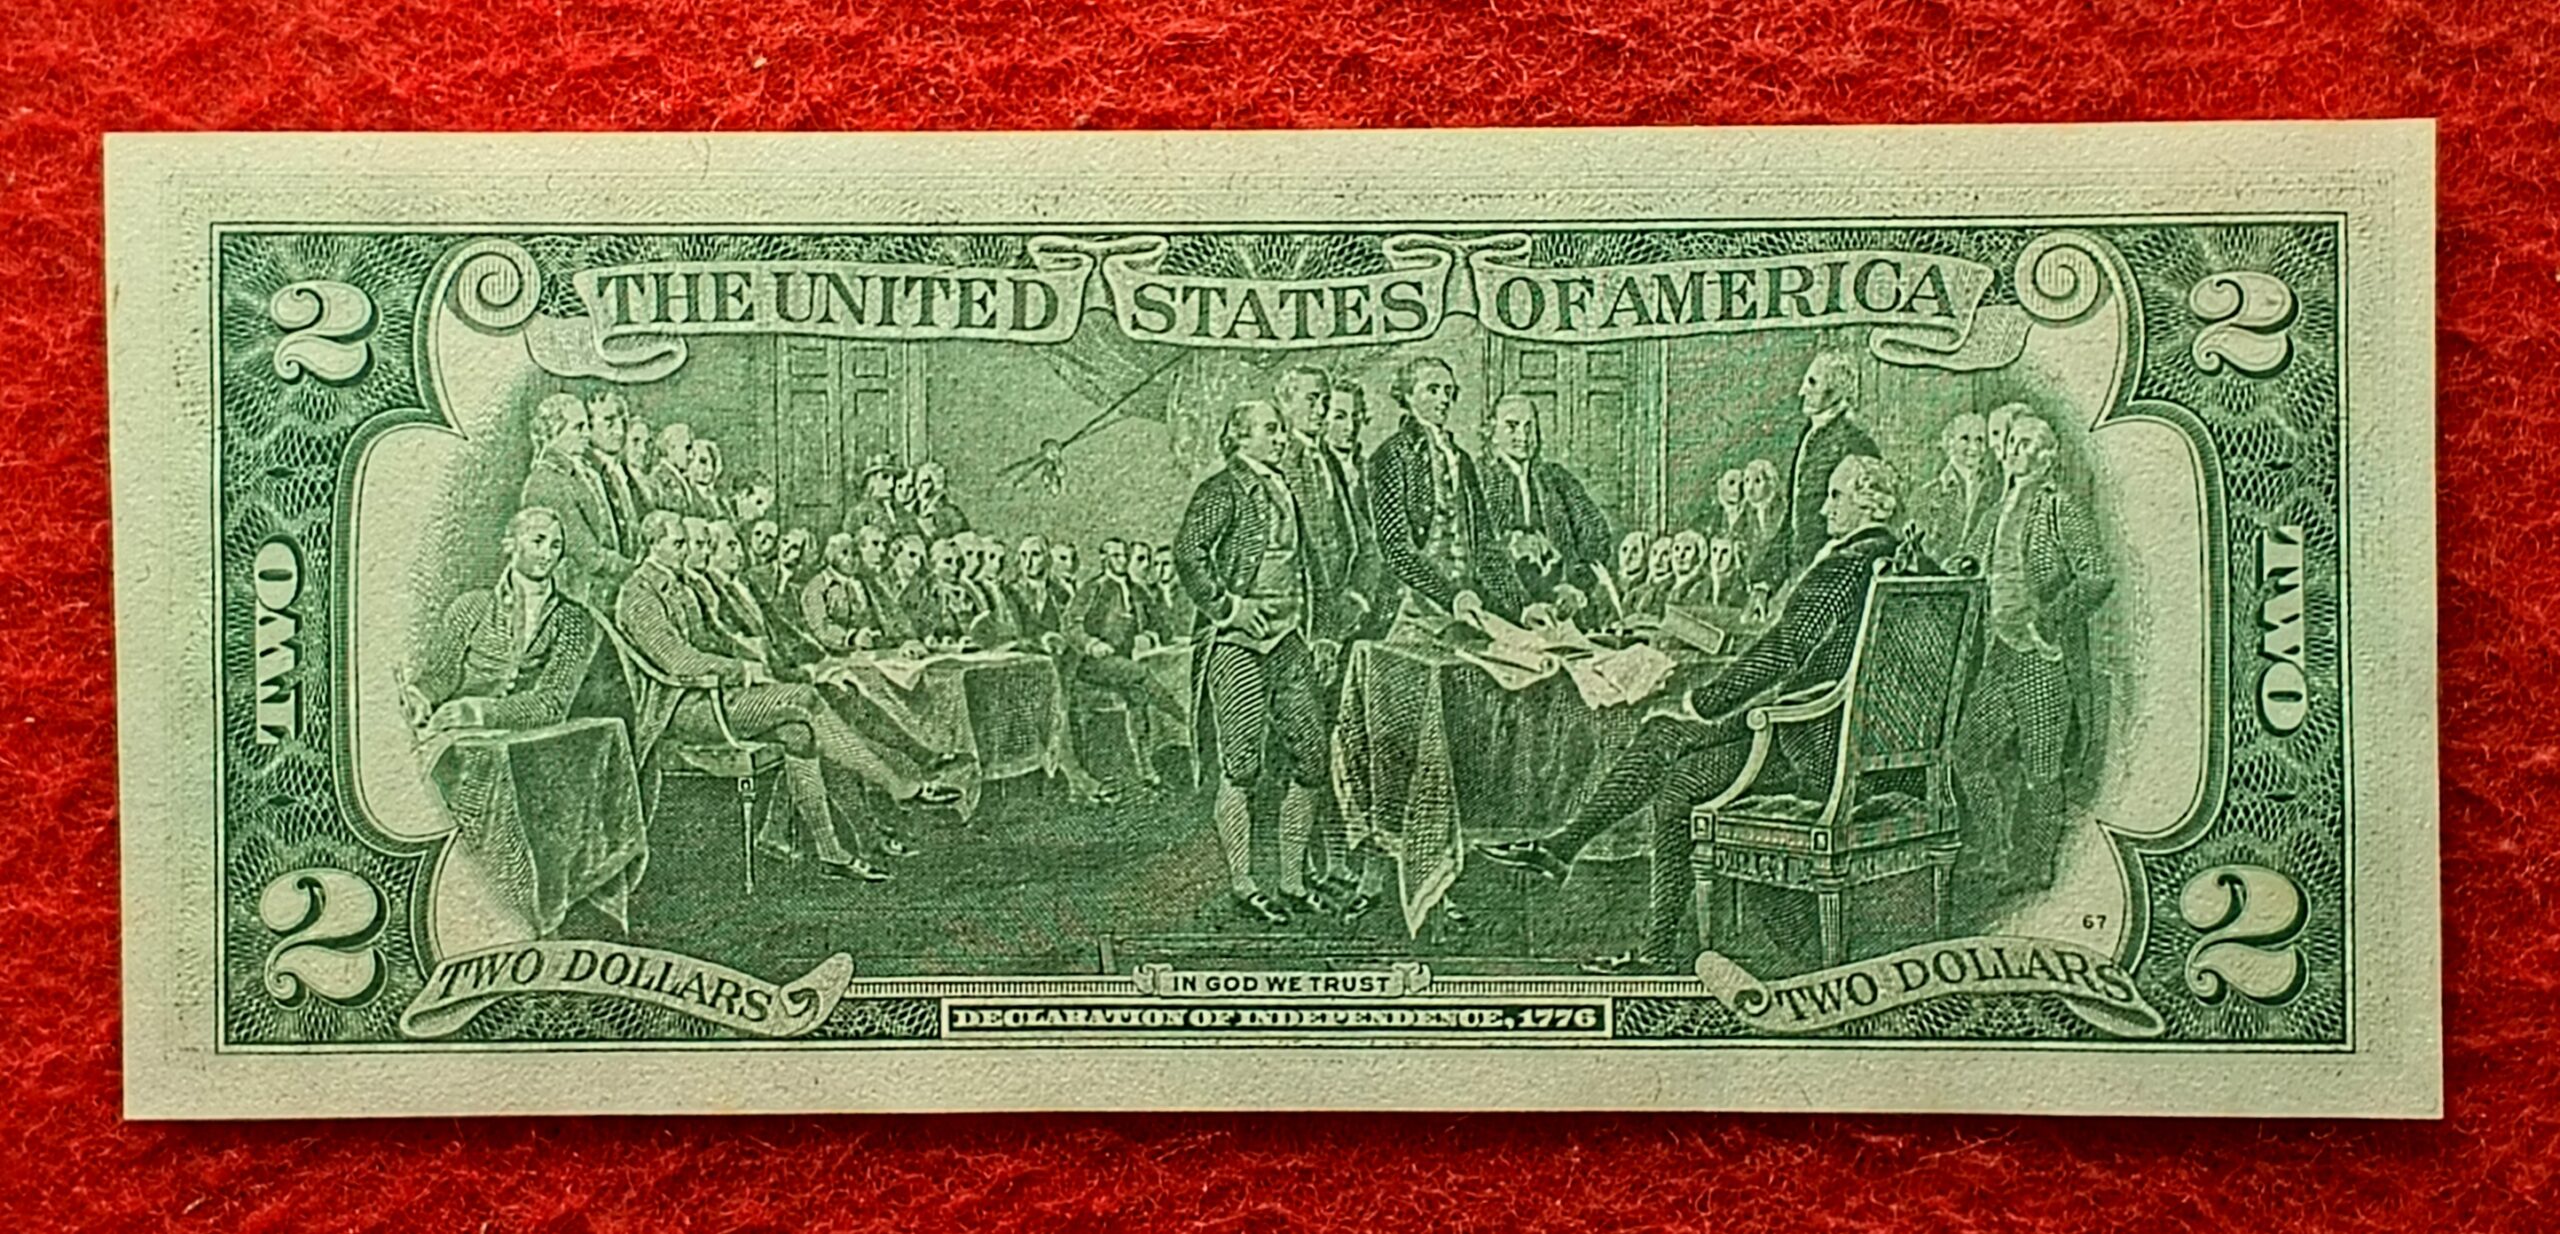 THE UNITED STATES OF AMERICA
2
2
TWO
TWO
2
2
67
TWO DOLLARS
IN GOD WE TRUST
TWO DOLLARS
DECLARATION OF INDEPENDENCE, 1776